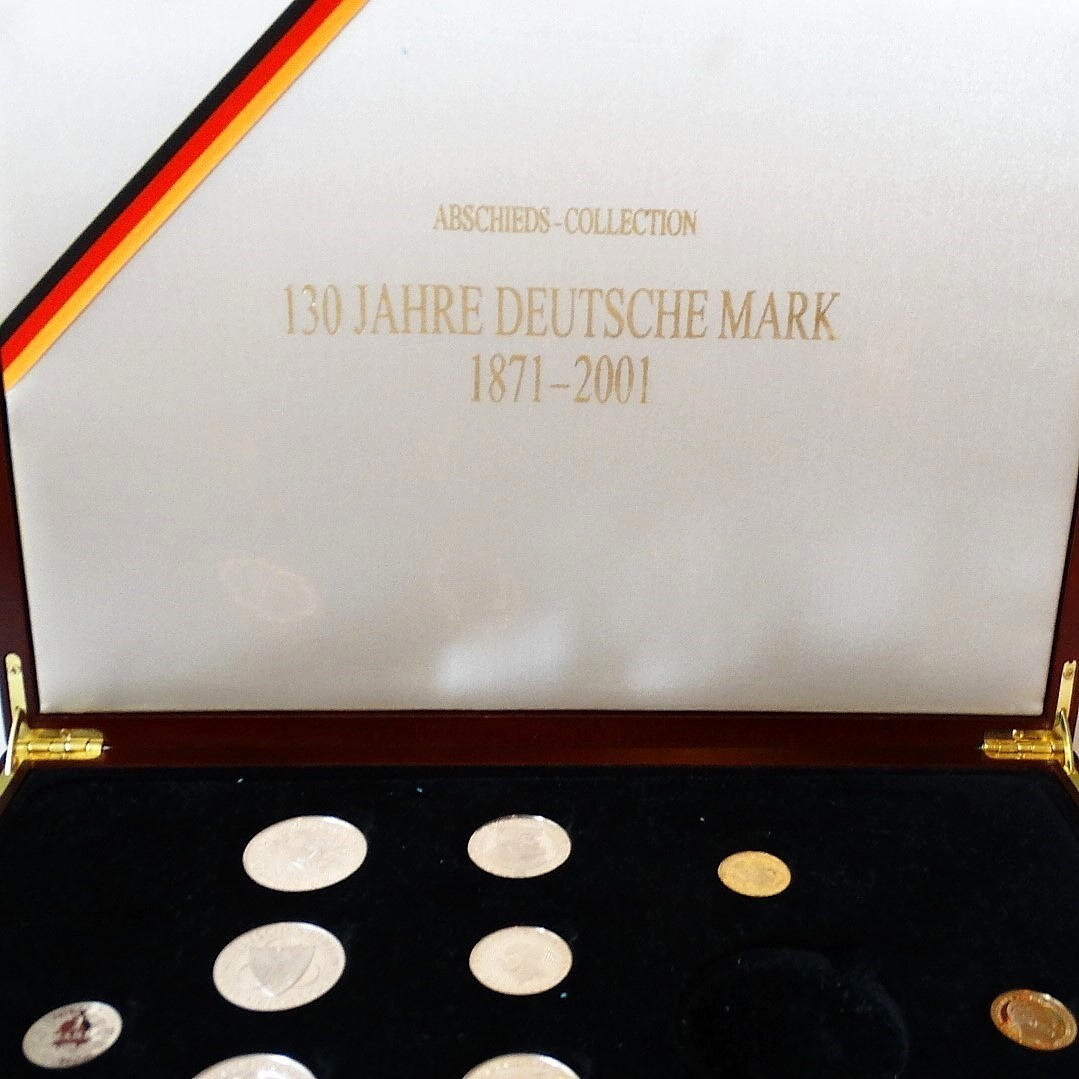 ABSCHIEDS-COLLECTION
130 JAHRE DEUTSCHE MARK
1871-2001